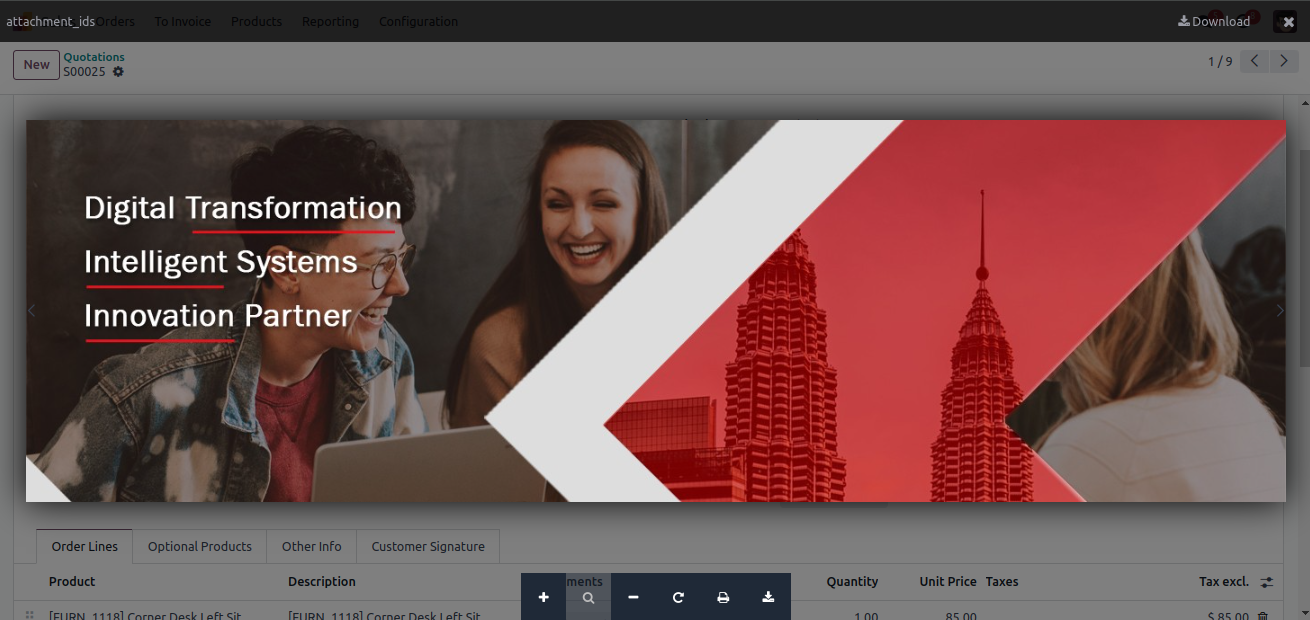 attachment_ids Orders To Invoice Products Reporting Configuration Download
New Quotations
S00025
1 / 9
Digital Transformation
Intelligent Systems
Innovation Partner
Order Lines Optional Products Other Info Customer Signature
Product Description ments Quantity Unit Price Taxes Tax excl.
[FURN_1118] Corner Desk Left Sit [FURN_1118] Corner Desk Left Sit 1.00 85.00 $ 85.00